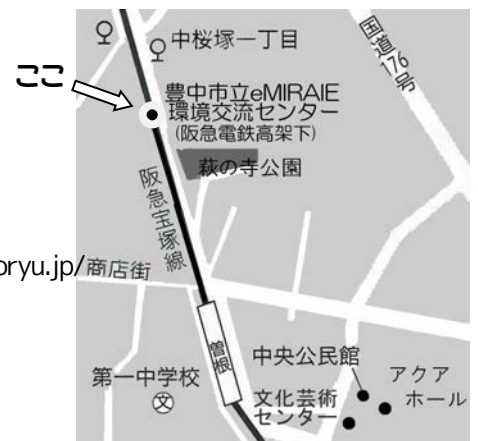 中桜塚一丁目
国道176号
ここ
豊中市立eMIRAIE
環境交流センター
(阪急電鉄高架下)
萩の寺公園
阪急宝塚線
oryu.jp/商店街
曽根
中央公民館
第一中学校
文
アクア
ホール
文化芸術
センター